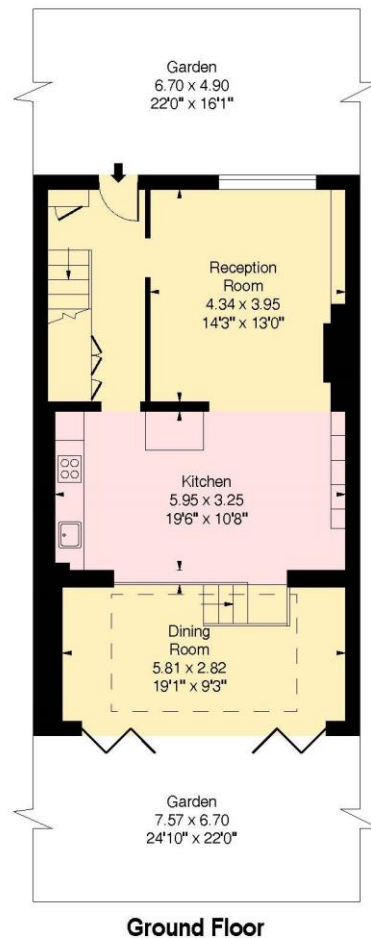 Garden
6.70 x 4.90
22'0" x 16'1"
Reception
Room
4.34 x 3.95
14'3" x 13'0"
Kitchen
5.95 x 3.25
19'6" x 10'8"
Dining
Room
5.81 x 2.82
19'1" x 9'3"
Garden
7.57 x 6.70
24'10" x 22'0"
Ground Floor